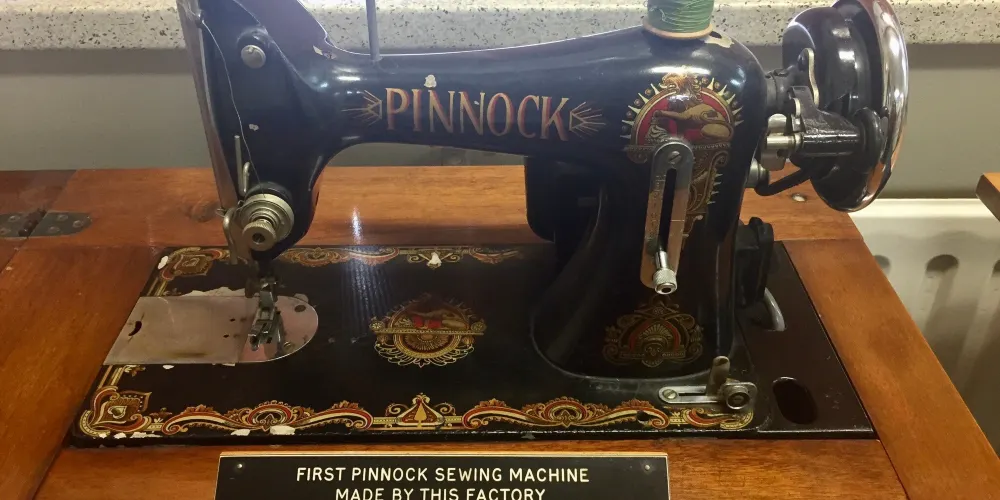 PINNOCK
FIRST PINNOCK SEWING MACHINE
MADE BY THIS FACTORY